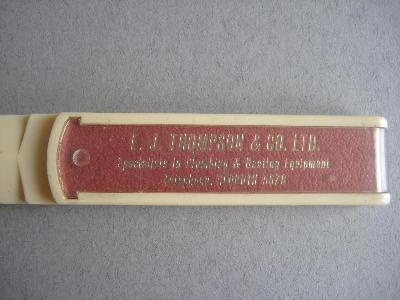 E. J. THOMPSON & CO. LTD.
Specialists in Plumbing & Heating Equipment
Telephone: